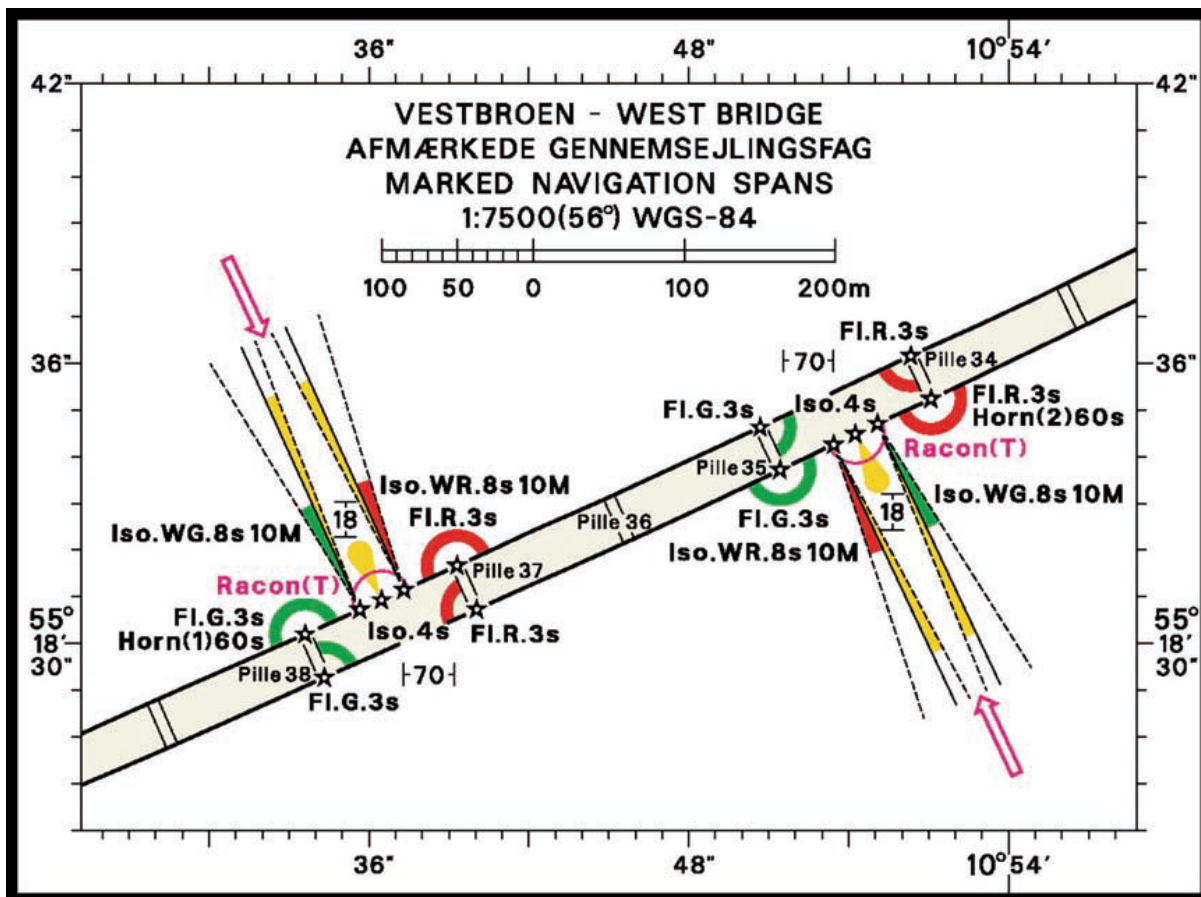 36" 48" 10°54'
42" 42"
VESTBROEN - WEST BRIDGE
AFMÆRKEDE GENNEMSEJLINGSFAG
MARKED NAVIGATION SPANS
1:7500(56°) WGS-84
100 50 0 100 200m
36" 36"
Fl.R.3s
70
Pille 34
Fl.R.3s
Horn(2)60s
Iso.4s
Fl.G.3s
Racon(T)
Pille 35
Iso.WR.8s 10M
Iso.WG.8s 10M
18
Fl.R.3s
18
Pille 36
Fl.G.3s
Iso.WG.8s 10M
Iso.WR.8s 10M
Pille 37
Racon(T)
Fl.G.3s
Horn(1)60s
Iso.4s
Fl.R.3s
55°
18'
30"
55°
18'
30"
Pille 38
70
Fl.G.3s
36" 48" 10°54'